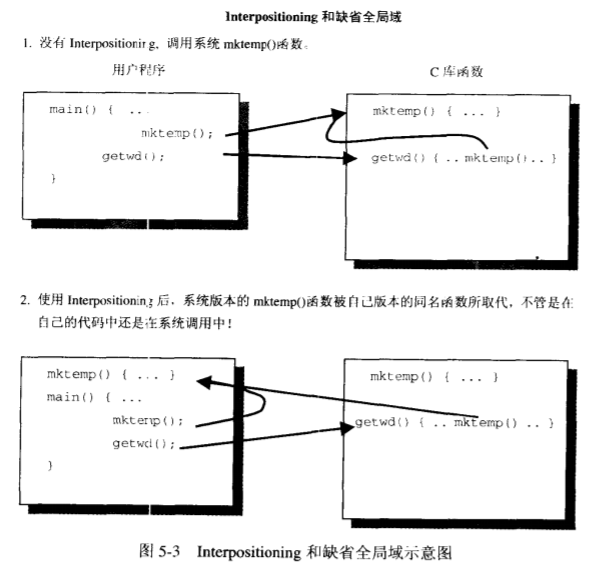 Interpositioning 和缺省全局域
1. 没有 Interpositioning, 调用系统 mktemp()函数。
用户程序
C 库函数
main() { ...
mktemp();
getwd();
}
mktemp() { ... }
getwd() { .. mktemp().. }
2. 使用 Interpositioning 后，系统版本的 mktemp()函数被自己版本的同名函数所取代，不管是在
自己的代码中还是在系统调用中！
mktemp() { ... }
main() { ...
mktemp();
getwd();
}
mktemp() { ... }
getwd() { .. mktemp() .. }
图 5-3 Interpositioning 和缺省全局域示意图